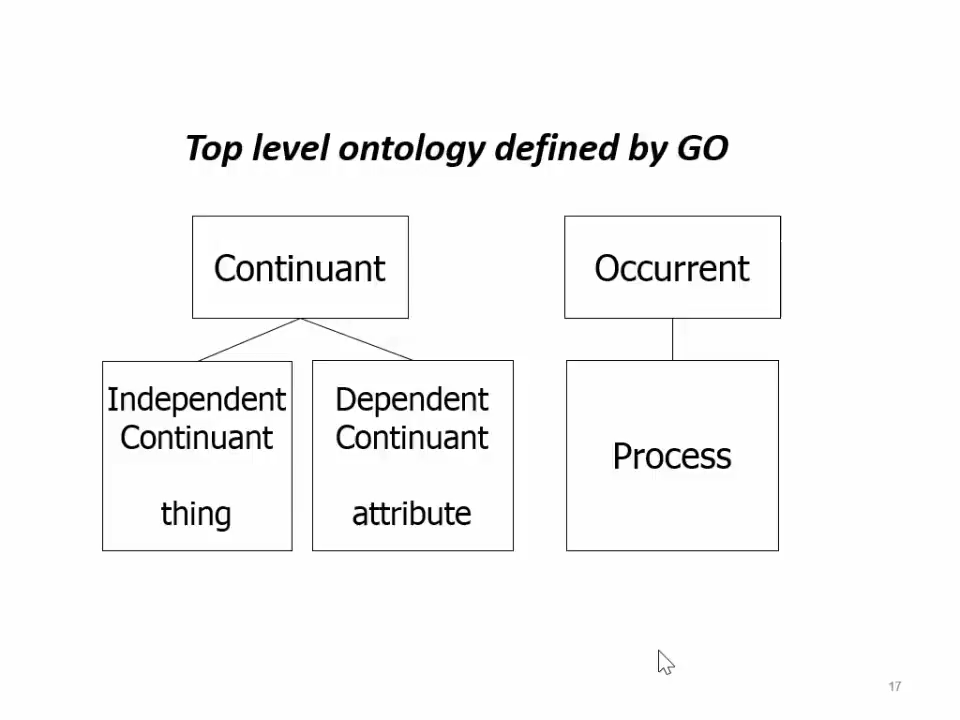 Top level ontology defined by GO
Continuant
Occurrent
Independent
Continuant
thing
Dependent
Continuant
attribute
Process
17